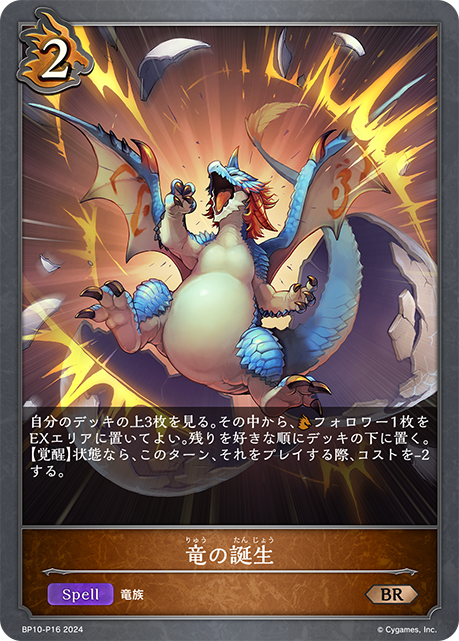 2
自分のデッキの上3枚を見る。その中から、フォロワー1枚を
EXエリアに置いてよい。残りを好きな順にデッキの下に置く。
【覚醒】状態なら、このターン、それをプレイする際、コストを-2
する。
りゅう たんじょう
竜の誕生
Spell 竜族 BR
BP10-P16 2024 © Cygames, Inc.